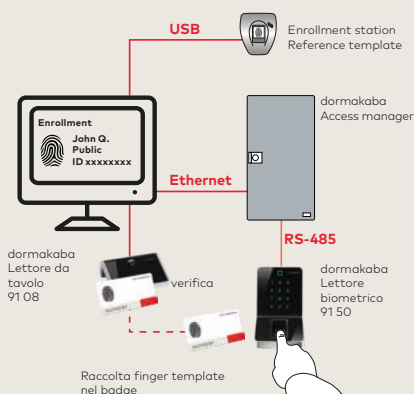 USB
Enrollment station
Reference template
Enrollment
John Q.
Public
ID xxxxxxxx
dormakaba
Access manager
Ethernet
RS-485
dormakaba
Lettore da
tavolo
91 08
verifica
dormakaba
Lettore
biometrico
91 50
Raccolta finger template
nel badge